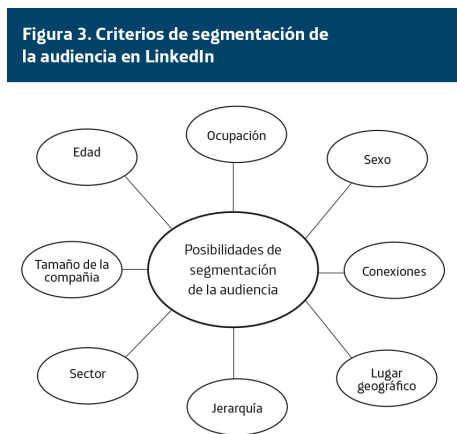 Figura 3. Criterios de segmentación de
la audiencia en LinkedIn
Ocupación
Edad
Sexo
Posibilidades de
segmentación
de la audiencia
Tamaño de la
compañia
Conexiones
Sector
Lugar
geográfico
Jerarquía